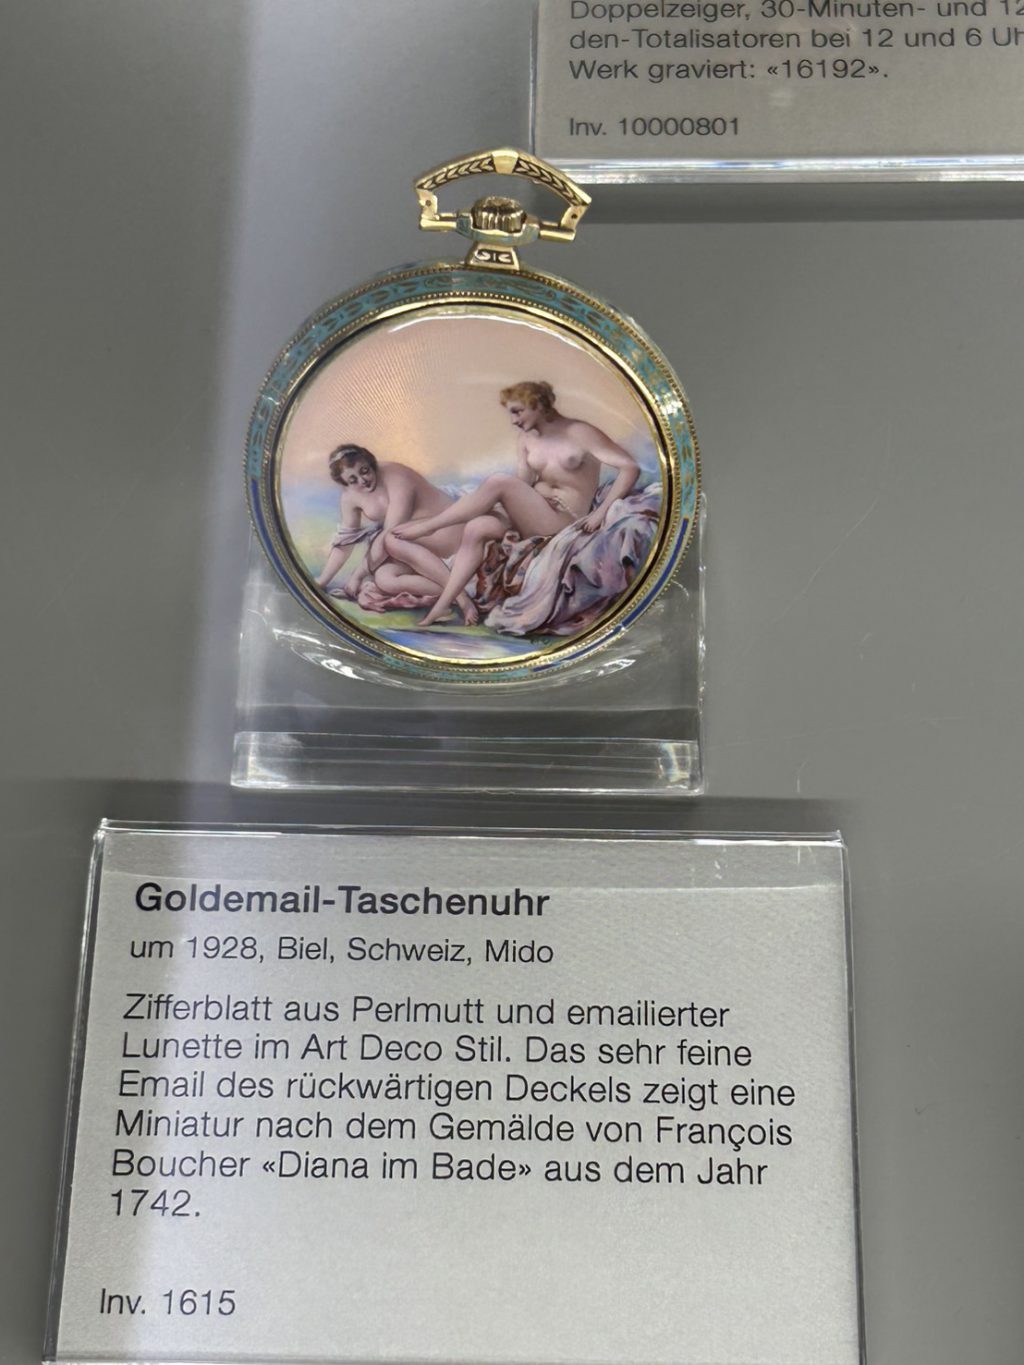 Doppelzeiger, 30-Minuten- und 12
den-Totalisatoren bei 12 und 6 Uh
Werk graviert: «16192».
Inv. 10000801
Goldemail-Taschenuhr
um 1928, Biel, Schweiz, Mido
Zifferblatt aus Perlmutt und emailierter
Lunette im Art Deco Stil. Das sehr feine
Email des rückwärtigen Deckels zeigt eine
Miniatur nach dem Gemälde von François
Boucher «Diana im Bade» aus dem Jahr
1742.
Inv. 1615